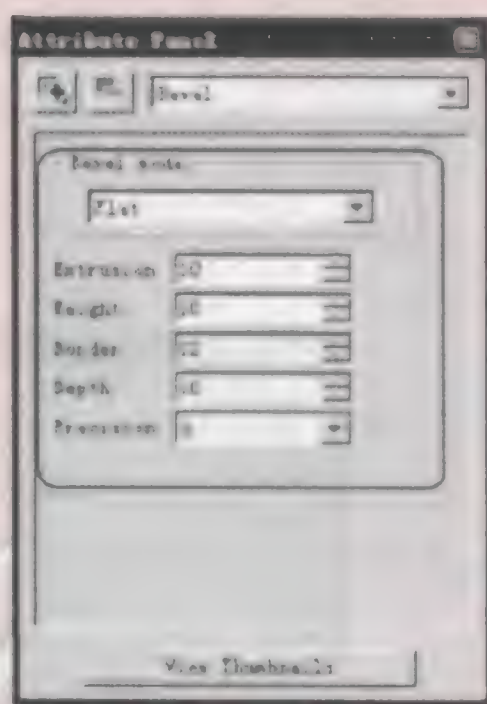 Attribute Panel
Bevel
Bevel mode
Flat
Extrusion
Height
Border
Depth
Precision
View Thumbnails